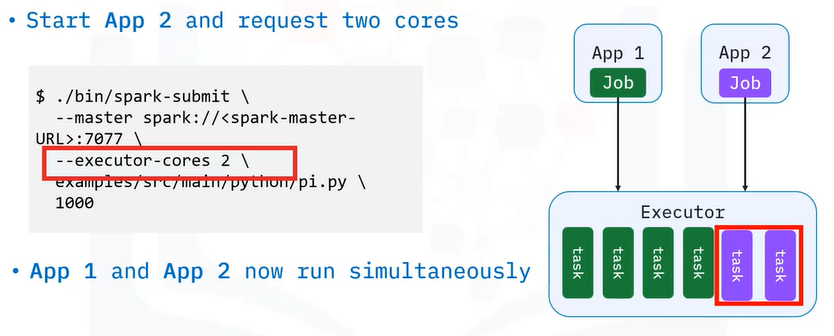 • Start App 2 and request two cores
$ ./bin/spark-submit \
--master spark://<spark-master-
URL>:7077 \
--executor-cores 2 \
examples/src/main/python/pi.py \
1000
• App 1 and App 2 now run simultaneously
App 1
Job
App 2
Job
Executor
task
task
task
task
task
task